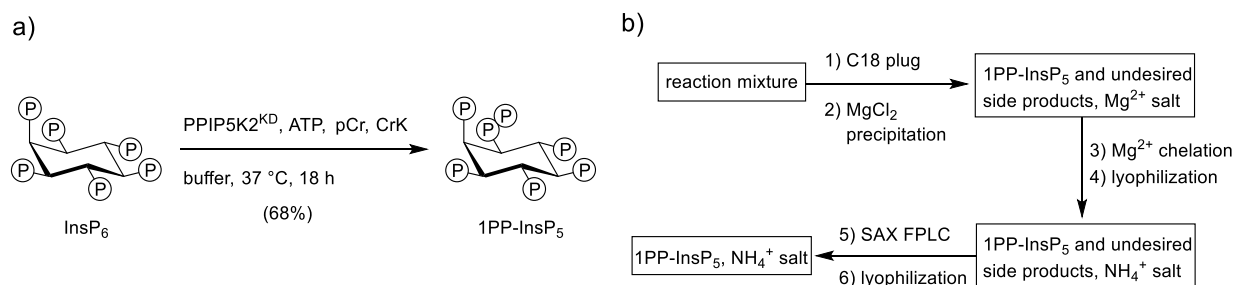 a)
P
P P P P P
PPIP5K2ᴷᴰ, ATP, pCr, CrK
buffer, 37 °C, 18 h
(68%)
InsP₆
P P P
P P P P
1PP-InsP₅
b)
reaction mixture
1) C18 plug
2) MgCl₂
precipitation
1PP-InsP₅ and undesired
side products, Mg²⁺ salt
3) Mg²⁺ chelation
4) lyophilization
1PP-InsP₅ and undesired
side products, NH₄⁺ salt
5) SAX FPLC
6) lyophilization
1PP-InsP₅, NH₄⁺ salt